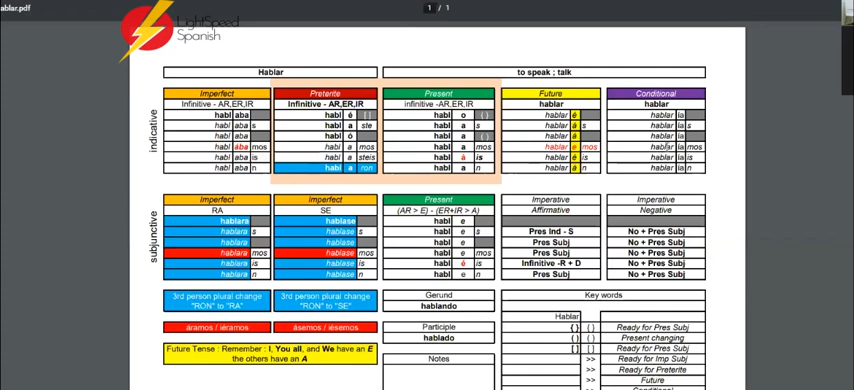 ablar.pdf
1 / 1
LightSpeed
Spanish
Hablar to speak ; talk
Imperfect Preterite Present Future Conditional
Infinitive - AR,ER,IR Infinitive - AR,ER,IR infinitive -AR,ER,IR hablar hablar
habl aba habl é [ ] habl o { } hablar é hablar ía
habl aba s habl a ste habl a s hablar á s hablar ía s
habl aba habl ó habl a ( ) hablar á hablar ía
habl ába mos habl a mos habl a mos hablar e mos hablar ía mos
habl aba is habl a steis habl á is hablar é is hablar ía is
habl aba n habl a ron habl a n hablar á n hablar ía n
indicative
Imperfect Imperfect Present Imperative Imperative
RA SE (AR > E) - (ER+IR > A) Affirmative Negative
hablara hablase habl e
hablara s hablase s habl e s Pres Ind - S No + Pres Subj
hablara hablase habl e Pres Subj No + Pres Subj
hablara mos hablase mos habl e mos Pres Subj No + Pres Subj
hablara is hablase is habl é is Infinitive -R + D No + Pres Subj
hablara n hablase n habl e n Pres Subj No + Pres Subj
subjunctive
3rd person plural change 3rd person plural change Gerund Key words
"RON" to "RA" "RON" to "SE" hablando
Hablar
áramos / iéramos ásemos / iésemos Participle { } { } Ready for Pres Subj
hablado ( ) ( ) Present changing
Future Tense : Remember : I, You all, and We have an E [ ] [ ] Ready for Pres Subj
the others have an A Notes >> Ready for Imp Subj
>> Ready for Preterite
>> Future